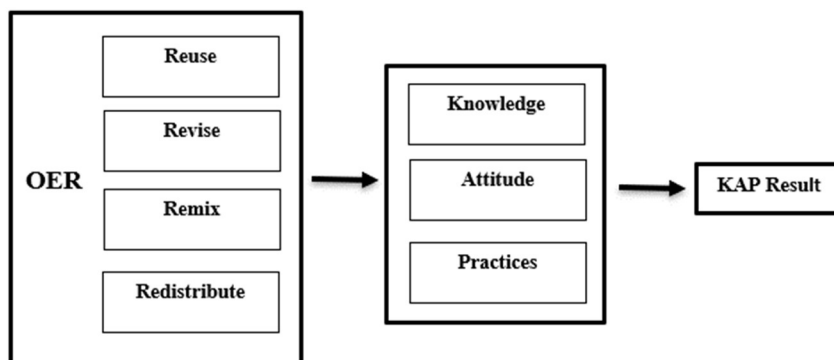 OER
Reuse
Revise
Remix
Redistribute
Knowledge
Attitude
Practices
KAP Result